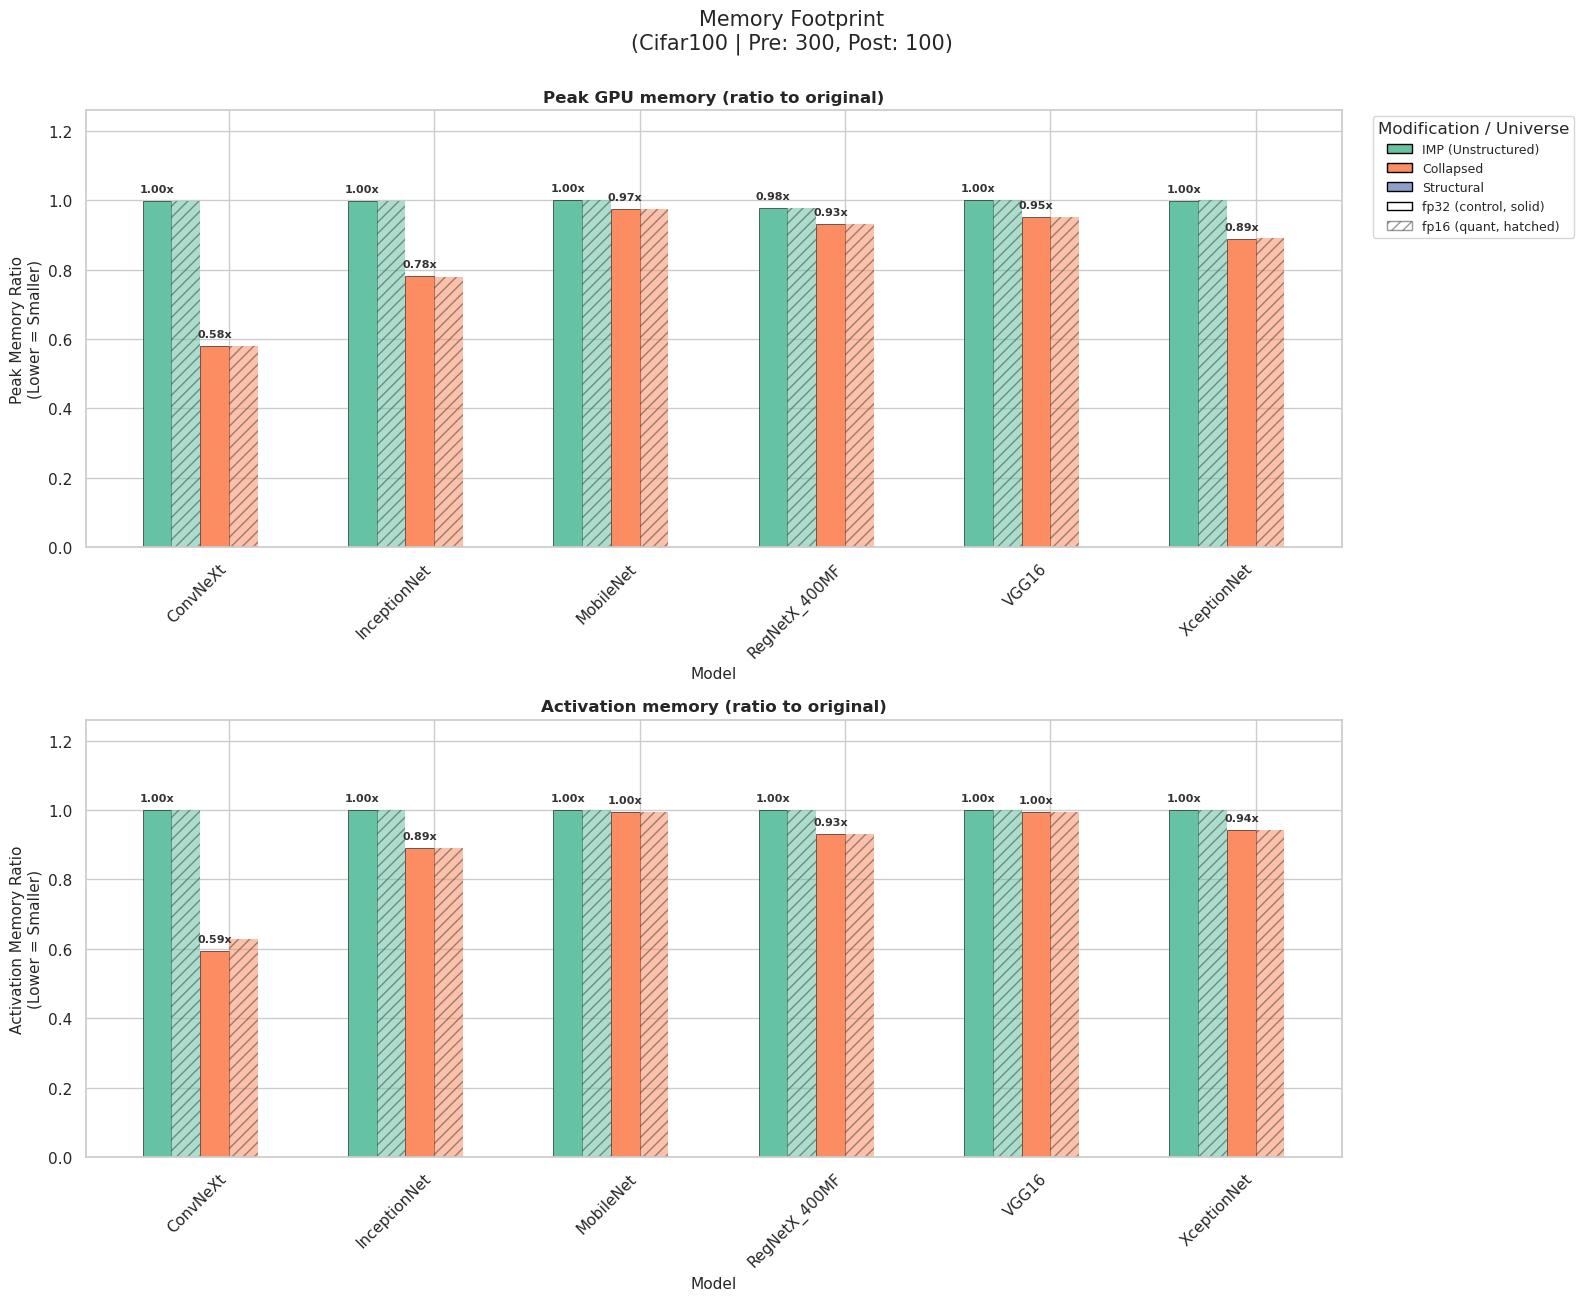 Memory Footprint
(Cifar100 | Pre: 300, Post: 100)
Peak GPU memory (ratio to original)
Peak Memory Ratio
(Lower = Smaller)
1.2
1.0
0.8
0.6
0.4
0.2
0.0
1.00x
0.58x
1.00x
0.78x
1.00x
0.97x
0.98x
0.93x
1.00x
0.95x
1.00x
0.89x
ConvNeXt
InceptionNet
MobileNet
RegNetX_400MF
VGG16
XceptionNet
Model
Modification / Universe
IMP (Unstructured)
Collapsed
Structural
fp32 (control, solid)
fp16 (quant, hatched)
Activation memory (ratio to original)
Activation Memory Ratio
(Lower = Smaller)
1.2
1.0
0.8
0.6
0.4
0.2
0.0
1.00x
0.59x
1.00x
0.89x
1.00x
1.00x
1.00x
0.93x
1.00x
1.00x
1.00x
0.94x
ConvNeXt
InceptionNet
MobileNet
RegNetX_400MF
VGG16
XceptionNet
Model